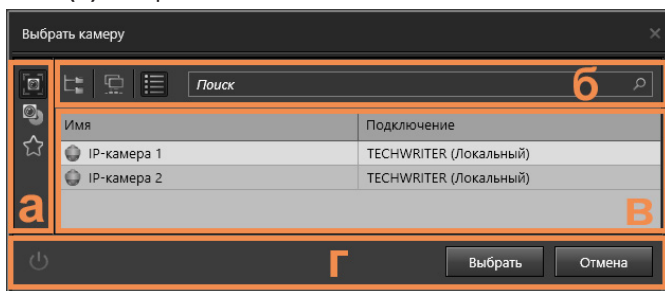 Выбрать камеру
а
Поиск
б
Имя Подключение
IP-камера 1 TECHWRITER (Локальный)
IP-камера 2 TECHWRITER (Локальный)
в
г
Выбрать Отмена